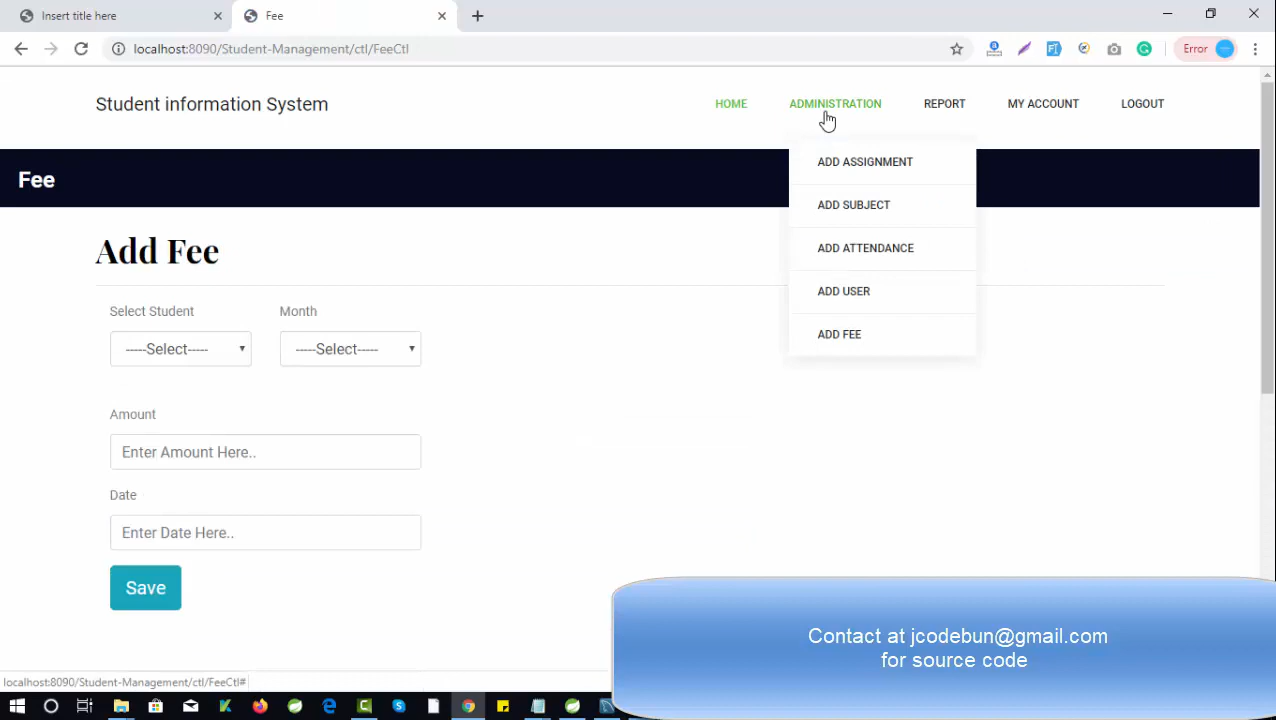 Insert title here
Fee
localhost:8090/Student-Management/ctl/FeeCtl
Error
Student information System
HOME
ADMINISTRATION
REPORT
MY ACCOUNT
LOGOUT
ADD ASSIGNMENT
ADD SUBJECT
ADD ATTENDANCE
ADD USER
ADD FEE
Fee
Add Fee
Select Student
Month
-----Select-----
-----Select-----
Amount
Enter Amount Here..
Date
Enter Date Here..
Save
Contact at jcodebun@gmail.com
for source code
localhost:8090/Student-Management/ctl/FeeCtl#